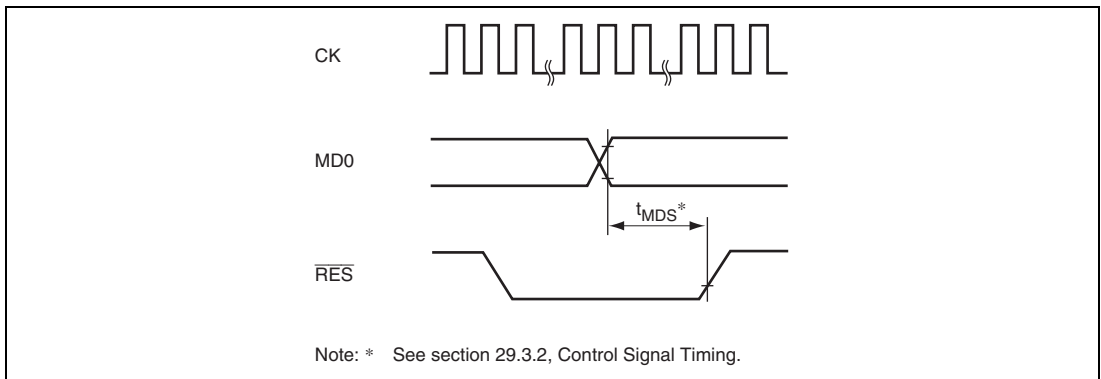 CK
MD0
tMDS*
RES
Note: * See section 29.3.2, Control Signal Timing.